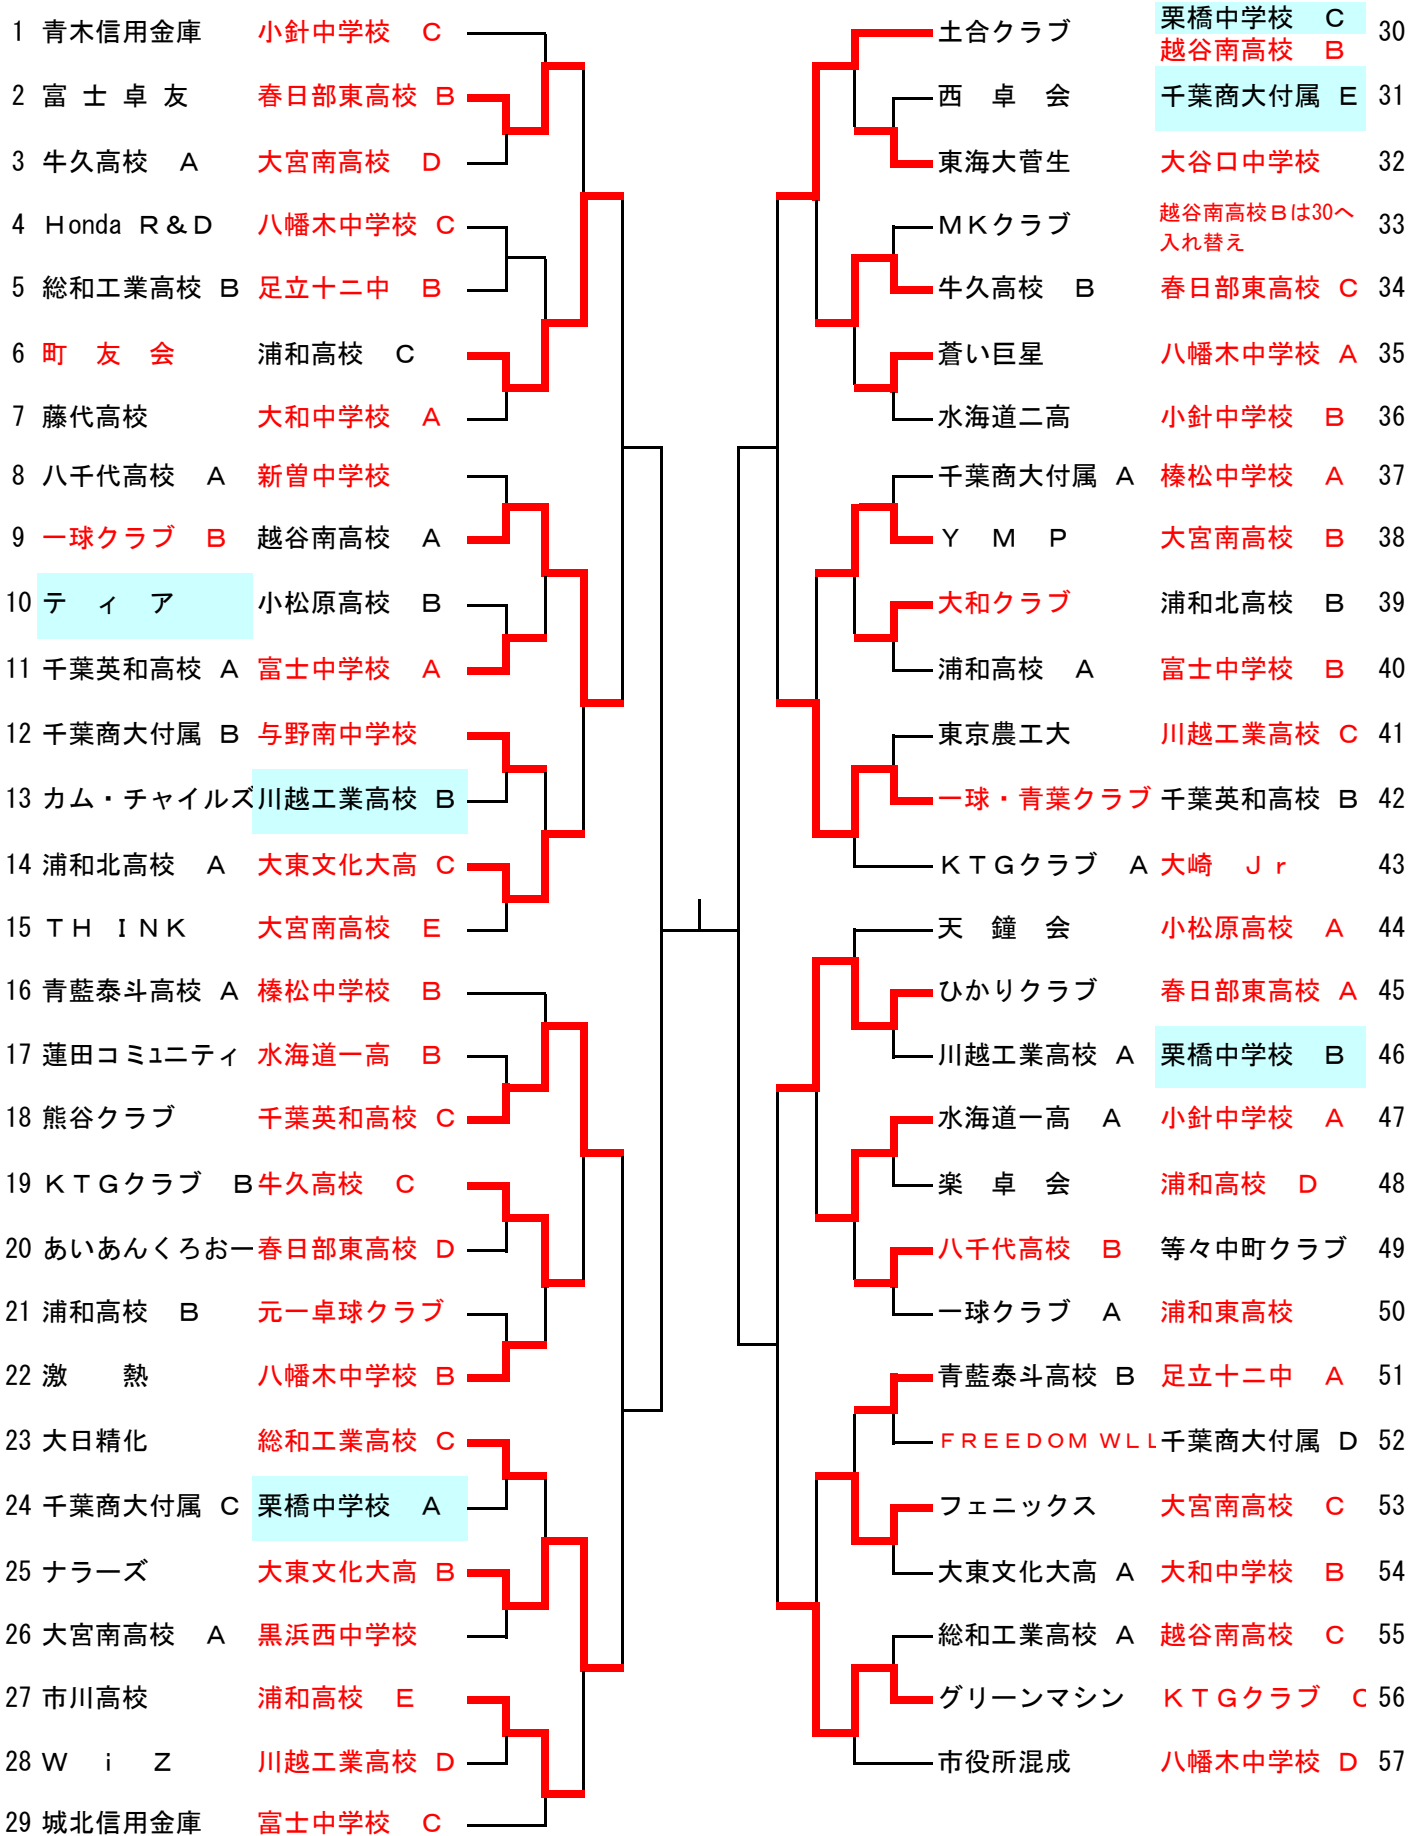 1 青木信用金庫 小針中学校 C
2 富士卓友 春日部東高校 B
3 牛久高校 A 大宮南高校 D
4 Honda R＆D 八幡木中学校 C
5 総和工業高校 B 足立十二中 B
6 町友会 浦和高校 C
7 藤代高校 大和中学校 A
8 八千代高校 A 新曽中学校
9 一球クラブ B 越谷南高校 A
10 ティア 小松原高校 B
11 千葉英和高校 A 富士中学校 A
12 千葉商大付属 B 与野南中学校
13 カム・チャイルズ 川越工業高校 B
14 浦和北高校 A 大東文化大高 C
15 TH INK 大宮南高校 E
16 青藍泰斗高校 A 榛松中学校 B
17 蓮田コミュニティ 水海道一高 B
18 熊谷クラブ 千葉英和高校 C
19 KTGクラブ B 牛久高校 C
20 あいあんくろおー 春日部東高校 D
21 浦和高校 B 元一卓球クラブ
22 激熱 八幡木中学校 B
23 大日精化 総和工業高校 C
24 千葉商大付属 C 栗橋中学校 A
25 ナラーズ 大東文化大高 B
26 大宮南高校 A 黒浜西中学校
27 市川高校 浦和高校 E
28 W i Z 川越工業高校 D
29 城北信用金庫 富士中学校 C
土合クラブ 栗橋中学校 C 30
越谷南高校 B
西卓会 千葉商大付属 E 31
東海大菅生 大谷口中学校 32
MKクラブ 越谷南高校Bは30へ 33
入れ替え
牛久高校 B 春日部東高校 C 34
蒼い巨星 八幡木中学校 A 35
水海道二高 小針中学校 B 36
千葉商大付属 A 榛松中学校 A 37
Y M P 大宮南高校 B 38
大和クラブ 浦和北高校 B 39
浦和高校 A 富士中学校 B 40
東京農工大 川越工業高校 C 41
一球・青葉クラブ 千葉英和高校 B 42
KTGクラブ A 大崎 Jr 43
天鐘会 小松原高校 A 44
ひかりクラブ 春日部東高校 A 45
川越工業高校 A 栗橋中学校 B 46
水海道一高 A 小針中学校 A 47
楽卓会 浦和高校 D 48
八千代高校 B 等々中町クラブ 49
一球クラブ A 浦和東高校 50
青藍泰斗高校 B 足立十二中 A 51
FREEDOM WLL 千葉商大付属 D 52
フェニックス 大宮南高校 C 53
大東文化大高 A 大和中学校 B 54
総和工業高校 A 越谷南高校 C 55
グリーンマシン KTGクラブ C 56
市役所混成 八幡木中学校 D 57